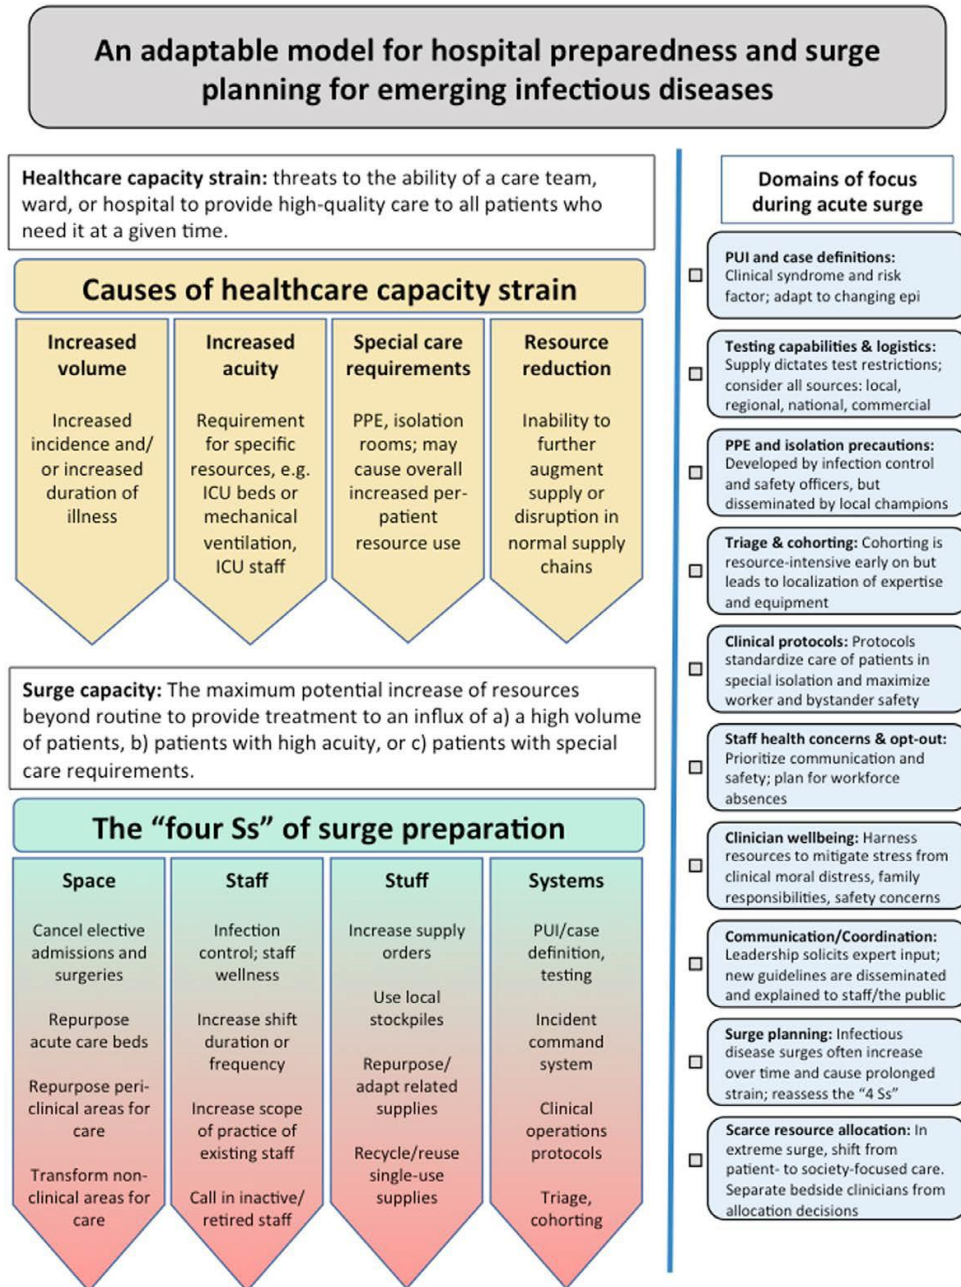 An adaptable model for hospital preparedness and surge
planning for emerging infectious diseases
Healthcare capacity strain: threats to the ability of a care team,
ward, or hospital to provide high-quality care to all patients who
need it at a given time.
Causes of healthcare capacity strain
Increased
volume
Increased
incidence and/
or increased
duration of
illness
Increased
acuity
Requirement
for specific
resources, e.g.
ICU beds or
mechanical
ventilation,
ICU staff
Special care
requirements
PPE, isolation
rooms; may
cause overall
increased per-
patient
resource use
Resource
reduction
Inability to
further
augment
supply or
disruption in
normal supply
chains
Surge capacity: The maximum potential increase of resources
beyond routine to provide treatment to an influx of a) a high volume
of patients, b) patients with high acuity, or c) patients with special
care requirements.
The “four Ss” of surge preparation
Space
Cancel elective
admissions and
surgeries
Repurpose
acute care beds
Repurpose peri-
clinical areas for
care
Transform non-
clinical areas for
care
Staff
Infection
control; staff
wellness
Increase shift
duration or
frequency
Increase scope
of practice of
existing staff
Call in inactive/
retired staff
Stuff
Increase supply
orders
Use local
stockpiles
Repurpose/
adapt related
supplies
Recycle/reuse
single-use
supplies
Systems
PUI/case
definition,
testing
Incident
command
system
Clinical
operations
protocols
Triage,
cohorting
Domains of focus
during acute surge
PUI and case definitions:
Clinical syndrome and risk
factor; adapt to changing epi
Testing capabilities & logistics:
Supply dictates test restrictions;
consider all sources: local,
regional, national, commercial
PPE and isolation precautions:
Developed by infection control
and safety officers, but
disseminated by local champions
Triage & cohorting: Cohorting is
resource-intensive early on but
leads to localization of expertise
and equipment
Clinical protocols: Protocols
standardize care of patients in
special isolation and maximize
worker and bystander safety
Staff health concerns & opt-out:
Prioritize communication and
safety; plan for workforce
absences
Clinician wellbeing: Harness
resources to mitigate stress from
clinical moral distress, family
responsibilities, safety concerns
Communication/Coordination:
Leadership solicits expert input;
new guidelines are disseminated
and explained to staff/the public
Surge planning: Infectious
disease surges often increase
over time and cause prolonged
strain; reassess the “4 Ss”
Scarce resource allocation: In
extreme surge, shift from
patient- to society-focused care.
Separate bedside clinicians from
allocation decisions